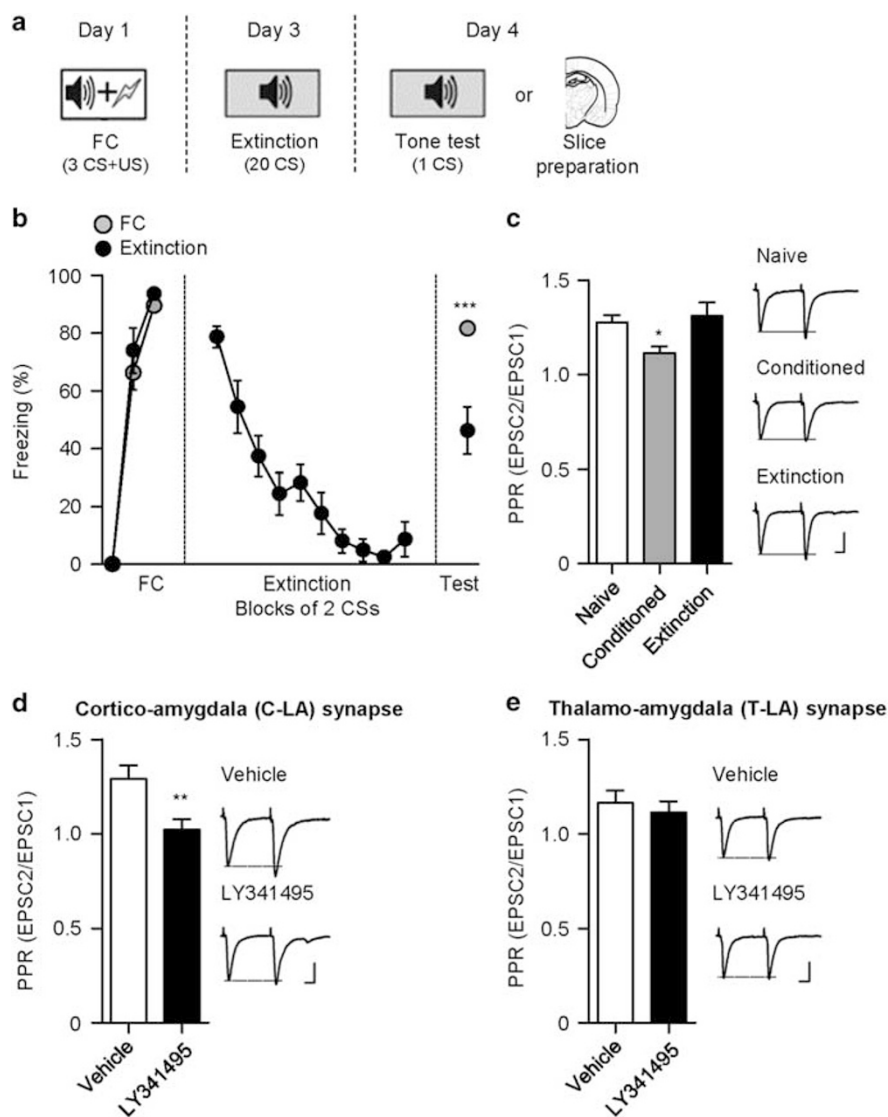 a
Day 1
Day 3
Day 4
FC
(3 CS+US)
Extinction
(20 CS)
Tone test
(1 CS)
or
Slice
preparation
b
FC
Extinction
Freezing (%)
100
80
60
40
20
0
***
FC
Extinction
Test
Blocks of 2 CSs
c
PPR (EPSC2/EPSC1)
1.5
1.0
0.5
0
*
Naive
Conditioned
Extinction
Naive
Conditioned
Extinction
d
Cortico-amygdala (C-LA) synapse
PPR (EPSC2/EPSC1)
1.5
1.0
0.5
0
**
Vehicle
LY341495
Vehicle
LY341495
e
Thalamo-amygdala (T-LA) synapse
PPR (EPSC2/EPSC1)
1.5
1.0
0.5
0
Vehicle
LY341495
Vehicle
LY341495